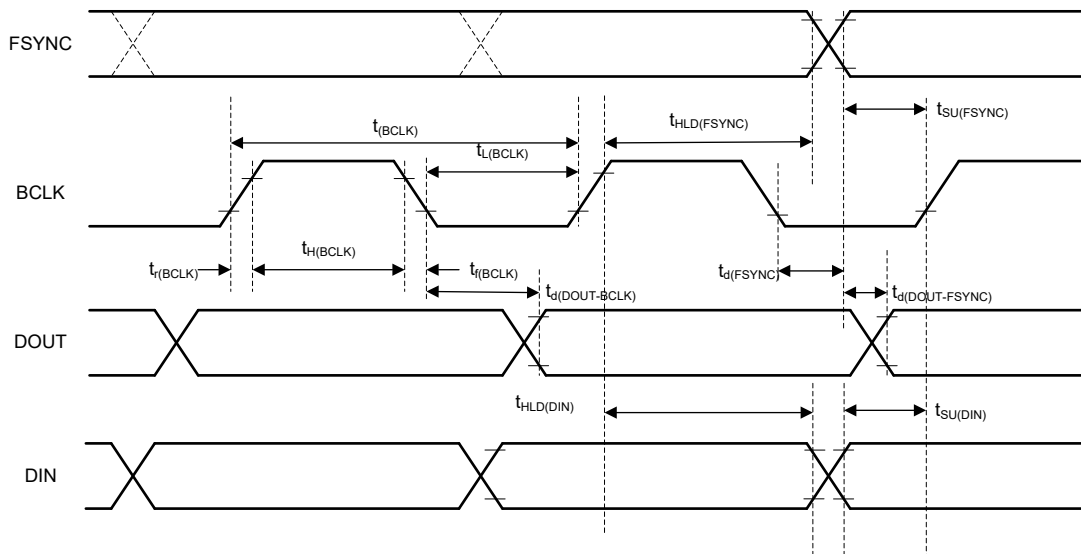 FSYNC
t(BCLK)
tHLD(FSYNC)
tSU(FSYNC)
tL(BCLK)
BCLK
tr(BCLK)
tH(BCLK)
tf(BCLK)
td(FSYNC)
td(DOUT-BCLK)
td(DOUT-FSYNC)
DOUT
tHLD(DIN)
tSU(DIN)
DIN